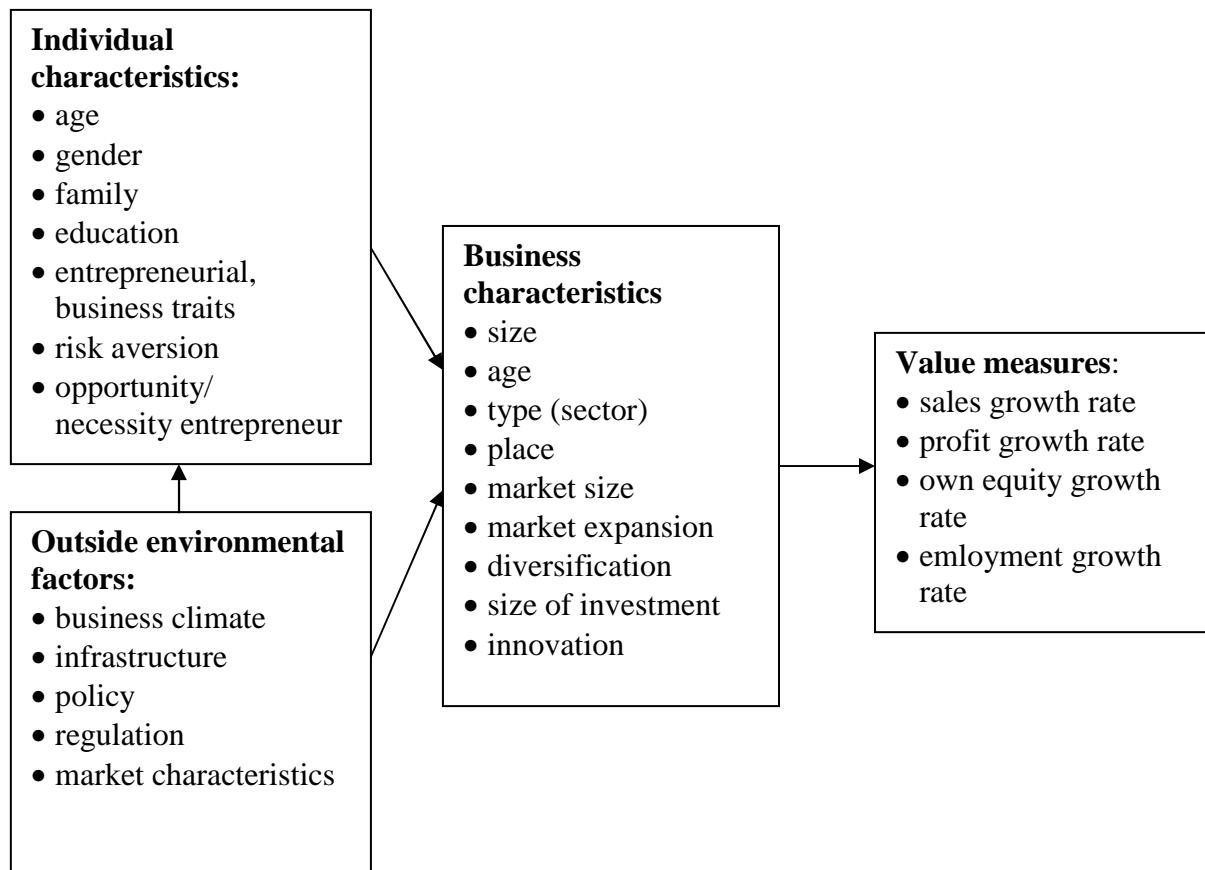 Individual
characteristics:
• age
• gender
• family
• education
• entrepreneurial,
business traits
• risk aversion
• opportunity/
necessity entrepreneur
Outside environmental
factors:
• business climate
• infrastructure
• policy
• regulation
• market characteristics
Business
characteristics
• size
• age
• type (sector)
• place
• market size
• market expansion
• diversification
• size of investment
• innovation
Value measures:
• sales growth rate
• profit growth rate
• own equity growth
rate
• emloyment growth
rate